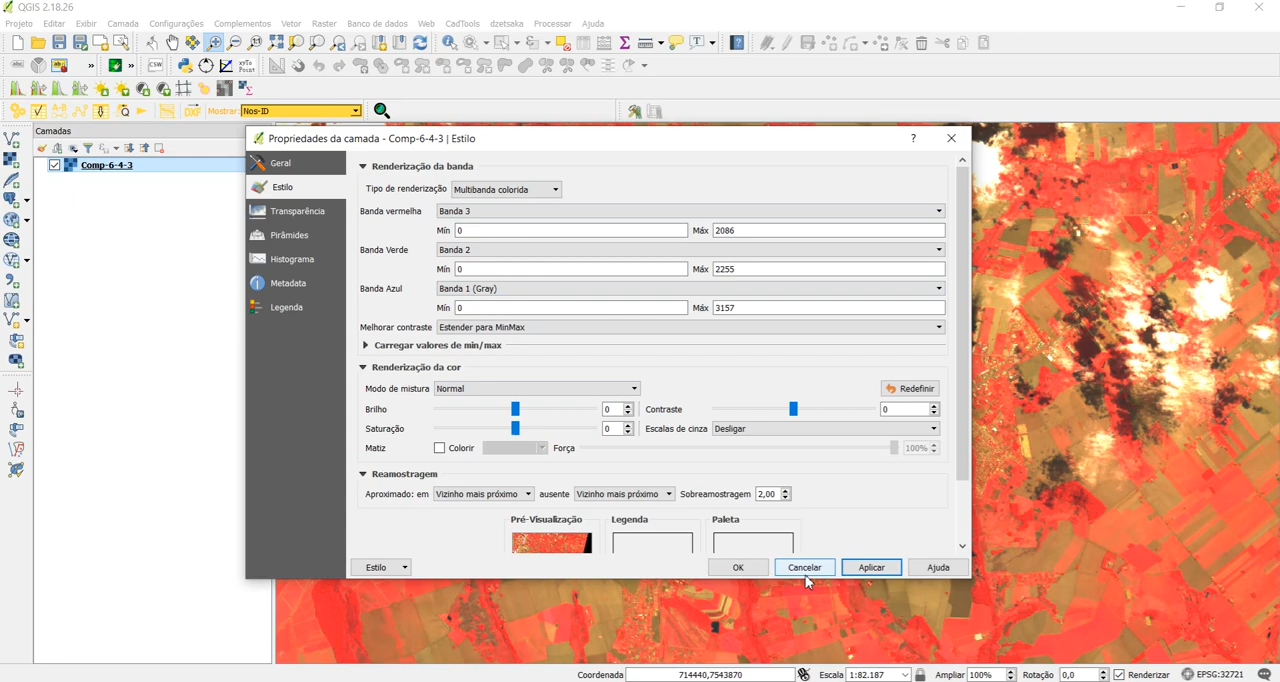 QGIS 2.18.26
Projeto Editar Exibir Camada Configurações Complementos Vetor Raster Banco de dados Web CadTools dzetsaka Processar Ajuda
abc ab » » CSW xyTo Point
DXF Mostrar: Nos-ID
Camadas
Comp-6-4-3
Propriedades da camada - Comp-6-4-3 | Estilo
?
Geral
Estilo
Transparência
Pirâmides
Histograma
Metadata
Legenda
Renderização da banda
Tipo de renderização Multibanda colorida
Banda vermelha Banda 3
Mín 0 Máx 2086
Banda Verde Banda 2
Mín 0 Máx 2255
Banda Azul Banda 1 (Gray)
Mín 0 Máx 3157
Melhorar contraste Estender para MinMax
Carregar valores de min/max
Renderização da cor
Modo de mistura Normal Redefinir
Brilho 0 Contraste 0
Saturação 0 Escalas de cinza Desligar
Matiz Colorir Força 100%
Reamostragem
Aproximado: em Vizinho mais próximo ausente Vizinho mais próximo Sobreamostragem 2,00
Pré-Visualização Legenda Paleta
Estilo OK Cancelar Aplicar Ajuda
Coordenada 714440,7543870 Escala 1:82.187 Ampliar 100% Rotação 0,0 Renderizar EPSG:32721